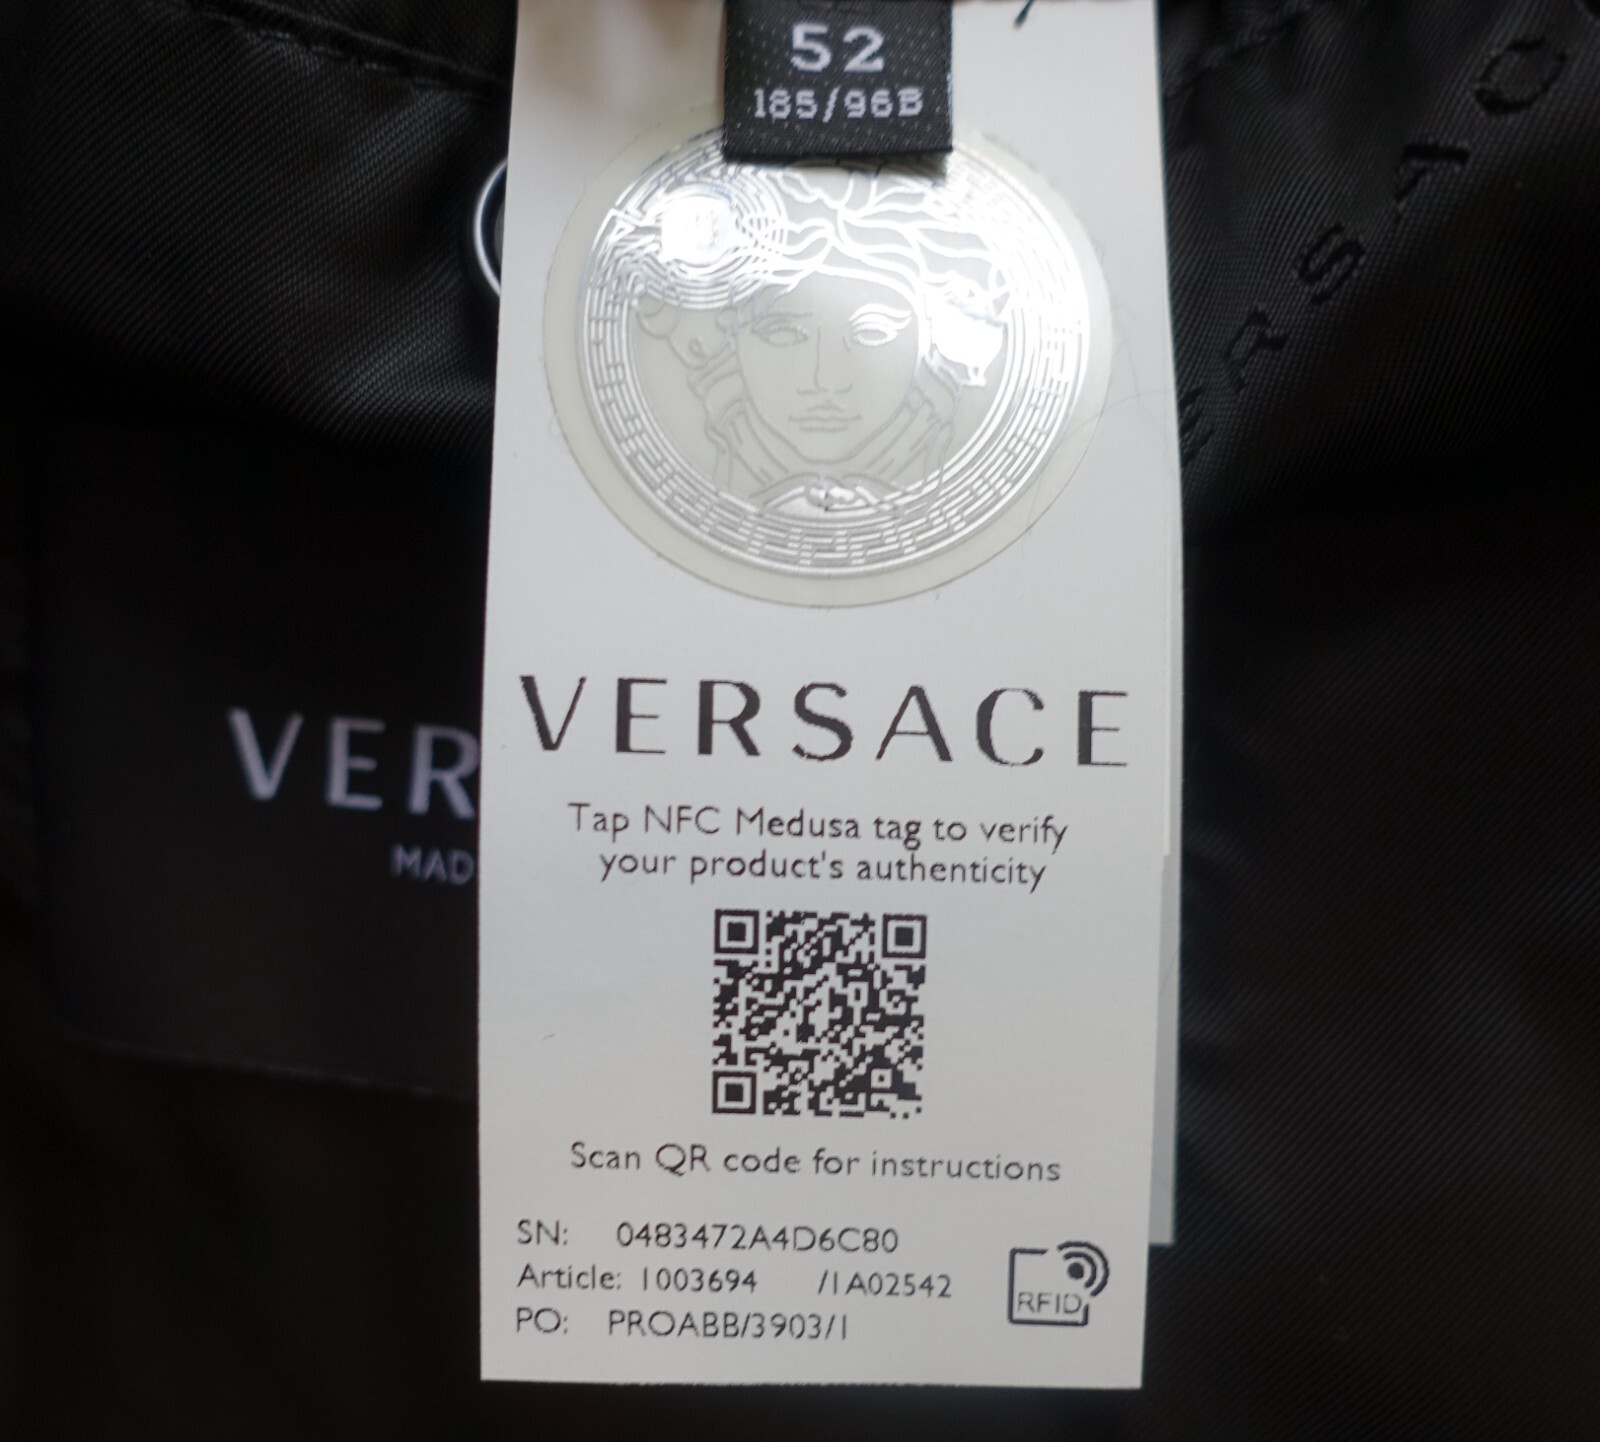 52
185/96B
VERSACE
Tap NFC Medusa tag to verify
your product's authenticity
Scan QR code for instructions
SN: 0483472A4D6C80
Article: 1003694 /1A02542
PO: PROABB/3903/1
RFID
VER
MAD